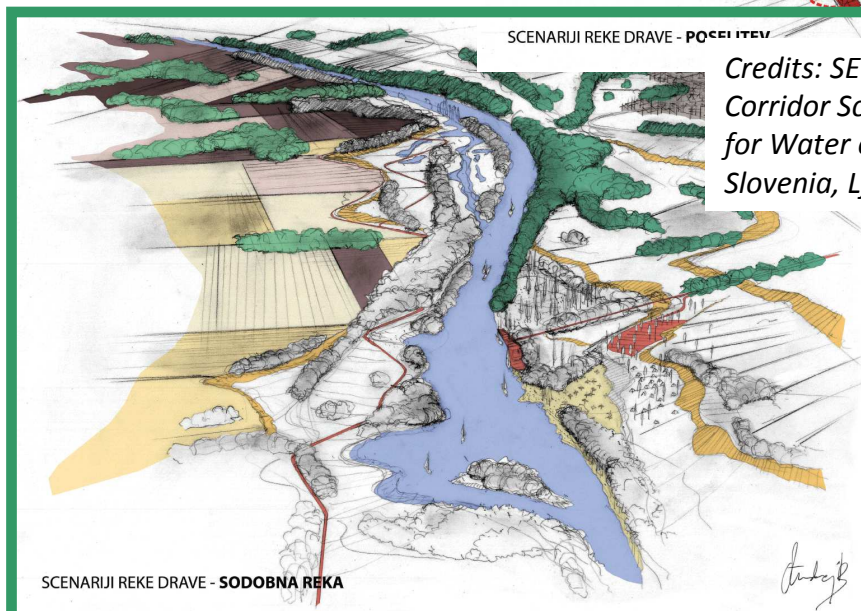 SCENARIJI REKE DRAVE - POSELITEV
Credits: SE
Corridor Sc
for Water
Slovenia, Lj
SCENARIJI REKE DRAVE - SODOBNA REKA